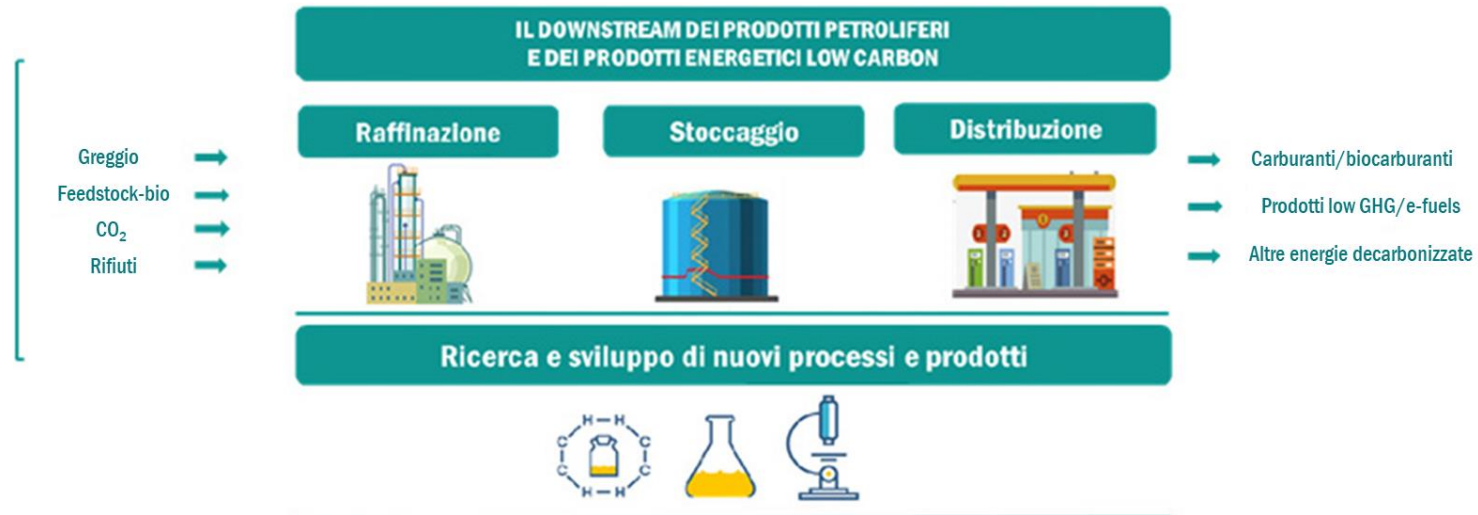 IL DOWNSTREAM DEI PRODOTTI PETROLIFERI
E DEI PRODOTTI ENERGETICI LOW CARBON
Raffinazione
Stoccaggio
Distribuzione
Greggio
Feedstock-bio
CO₂
Rifiuti
Carburanti/biocarburanti
Prodotti low GHG/e-fuels
Altre energie decarbonizzate
Ricerca e sviluppo di nuovi processi e prodotti
H H
C C
C C
H H